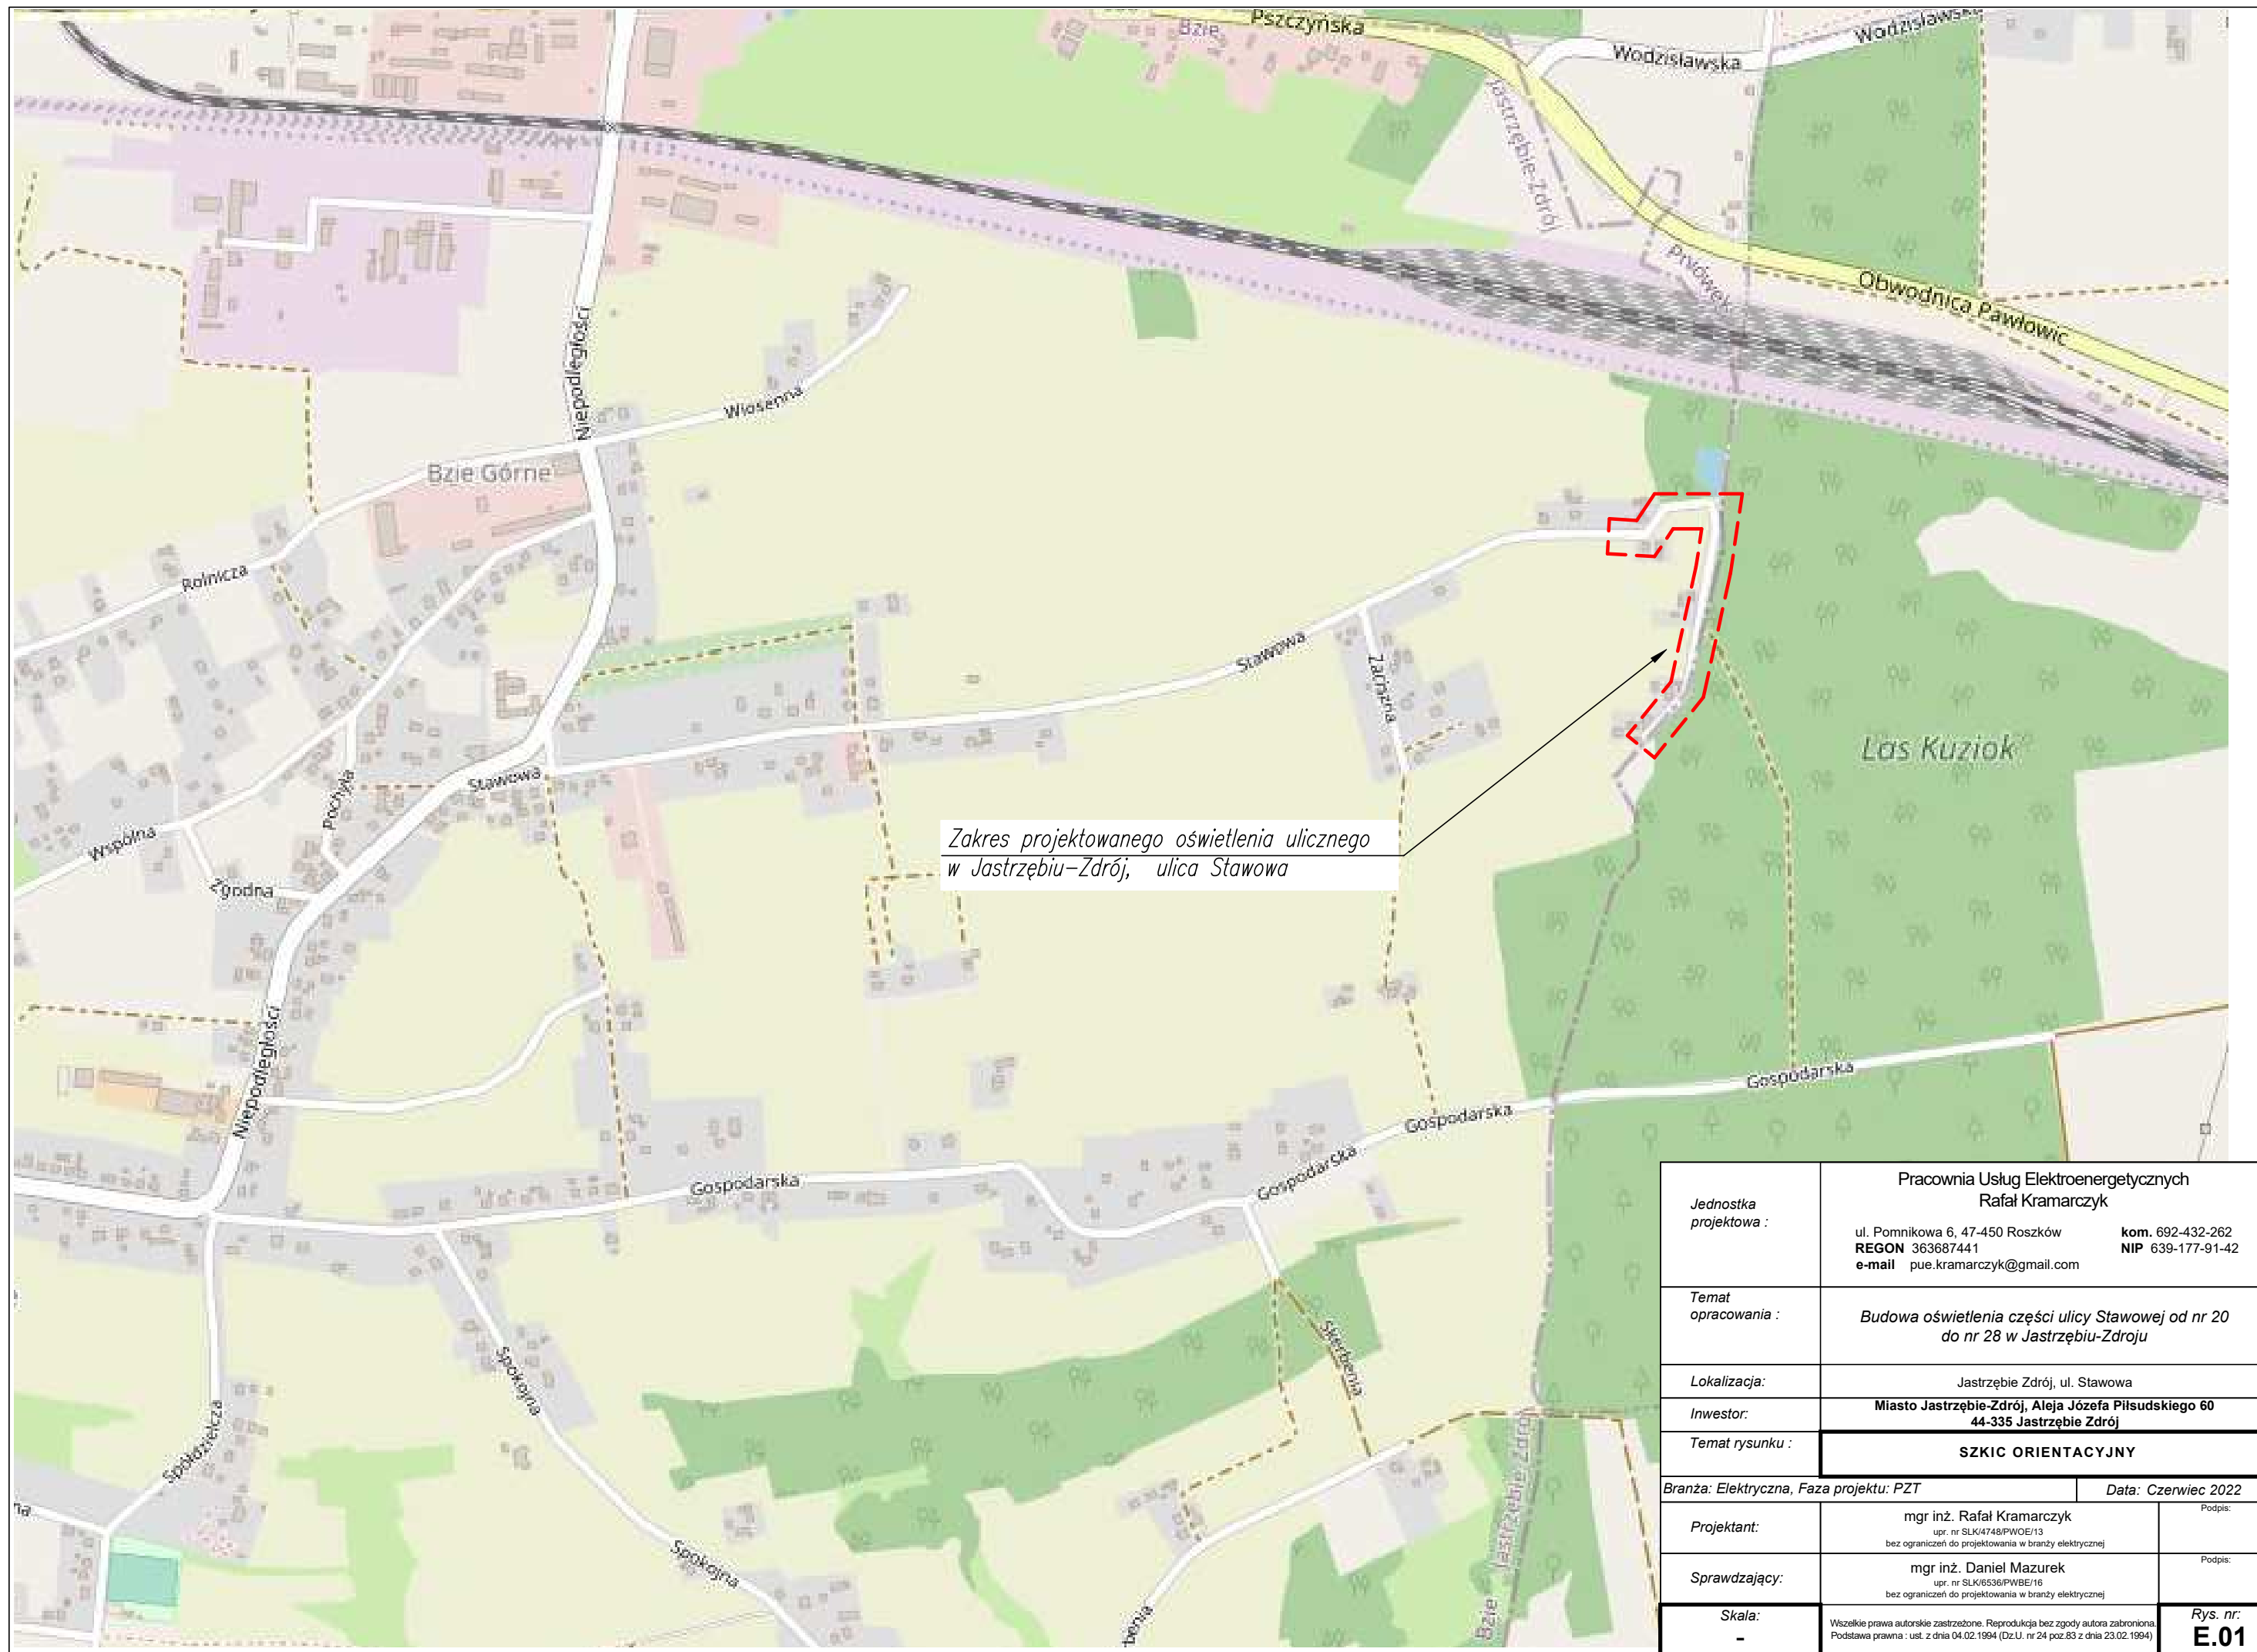 Pszczyńska
Bzie
Wodzisławska
Wodzisławska
Jastrzębie-Zdrój
Pniówek
Obwodnica Pawłowic
Niepodległości
Wiosenna
Bzie Górne
Rolnicza
Stawowa
Zaciszna
Las Kuziok
Stawowa
Pochyła
Wspólna
Zgodna
Zakres projektowanego oświetlenia ulicznego
w Jastrzębiu-Zdrój, ulica Stawowa
Niepodległości
Gospodarska
Gospodarska
Gospodarska
Gospodarska
Skerbenia
Spokojna
Spółdzielcza
na
Spokojna
benia
Bzie
Jastrzębie-Zdrój
Jednostka
projektowa :
Pracownia Usług Elektroenergetycznych
Rafał Kramarczyk
ul. Pomnikowa 6, 47-450 Roszków kom. 692-432-262
REGON 363687441 NIP 639-177-91-42
e-mail pue.kramarczyk@gmail.com
Temat
opracowania :
Budowa oświetlenia części ulicy Stawowej od nr 20
do nr 28 w Jastrzębiu-Zdroju
Lokalizacja:
Jastrzębie Zdrój, ul. Stawowa
Inwestor:
Miasto Jastrzębie-Zdrój, Aleja Józefa Piłsudskiego 60
44-335 Jastrzębie Zdrój
Temat rysunku :
SZKIC ORIENTACYJNY
Branża: Elektryczna, Faza projektu: PZT
Data: Czerwiec 2022
Projektant:
mgr inż. Rafał Kramarczyk
upr. nr SLK/4748/PWOE/13
bez ograniczeń do projektowania w branży elektrycznej
Podpis:
Sprawdzający:
mgr inż. Daniel Mazurek
upr. nr SLK/6536/PWBE/16
bez ograniczeń do projektowania w branży elektrycznej
Podpis:
Skala:
-
Wszelkie prawa autorskie zastrzeżone. Reprodukcja bez zgody autora zabroniona.
Podstawa prawna : ust. z dnia 04.02.1994 (Dz.U. nr 24 poz.83 z dnia 23.02.1994)
Rys. nr:
E.01